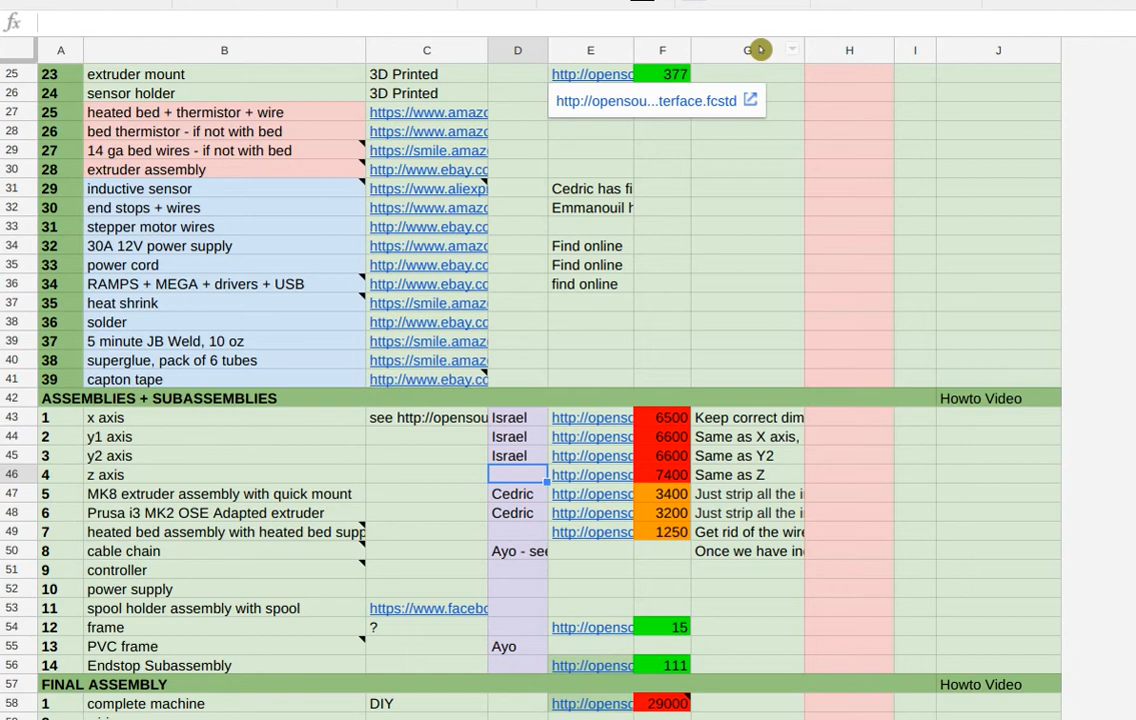 fx
A B C D E F G H I J
25 23 extruder mount 3D Printed http://openso 377
26 24 sensor holder 3D Printed http://opensou...terface.fcstd
27 25 heated bed + thermistor + wire https://www.amazo
28 26 bed thermistor - if not with bed https://www.amazo
29 27 14 ga bed wires - if not with bed https://smile.amaz
30 28 extruder assembly http://www.ebay.co
31 29 inductive sensor https://www.aliexpr Cedric has fi
32 30 end stops + wires https://www.amazo Emmanouil h
33 31 stepper motor wires http://www.ebay.co
34 32 30A 12V power supply https://www.amazo Find online
35 33 power cord http://www.ebay.co Find online
36 34 RAMPS + MEGA + drivers + USB http://www.ebay.co find online
37 35 heat shrink https://smile.amaz
38 36 solder http://www.ebay.co
39 37 5 minute JB Weld, 10 oz https://smile.amaz
40 38 superglue, pack of 6 tubes https://smile.amaz
41 39 capton tape http://www.ebay.co
42 ASSEMBLIES + SUBASSEMBLIES Howto Video
43 1 x axis see http://opensou Israel http://openso 6500 Keep correct dim
44 2 y1 axis Israel http://openso 6600 Same as X axis,
45 3 y2 axis Israel http://openso 6600 Same as Y2
46 4 z axis http://openso 7400 Same as Z
47 5 MK8 extruder assembly with quick mount Cedric http://openso 3400 Just strip all the i
48 6 Prusa i3 MK2 OSE Adapted extruder Cedric http://openso 3200 Just strip all the i
49 7 heated bed assembly with heated bed supp http://openso 1250 Get rid of the wire
50 8 cable chain Ayo - see Once we have in
51 9 controller
52 10 power supply
53 11 spool holder assembly with spool https://www.facebo
54 12 frame ? http://openso 15
55 13 PVC frame Ayo
56 14 Endstop Subassembly http://openso 111
57 FINAL ASSEMBLY Howto Video
58 1 complete machine DIY http://openso 29000